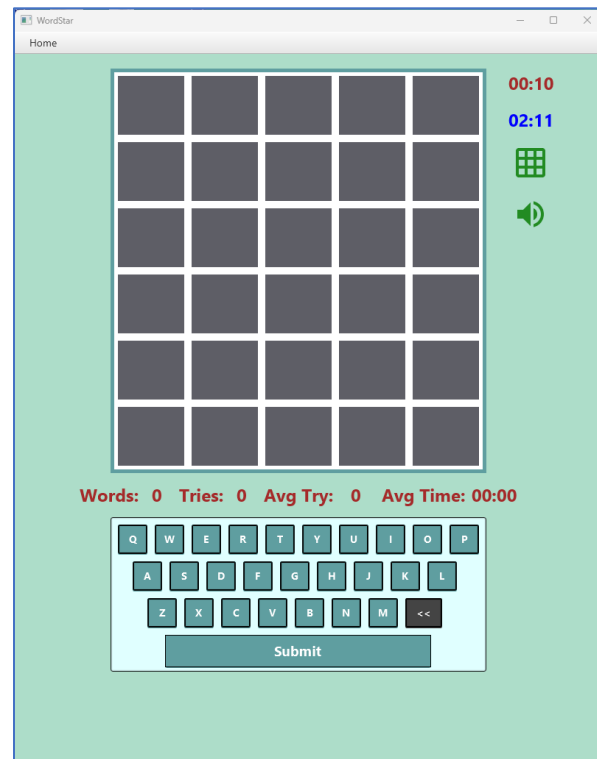 WordStar
Home
00:10
02:11
Words: 0 Tries: 0 Avg Try: 0 Avg Time: 00:00
Q W E R T Y U I O P
A S D F G H J K L
Z X C V B N M <<
Submit